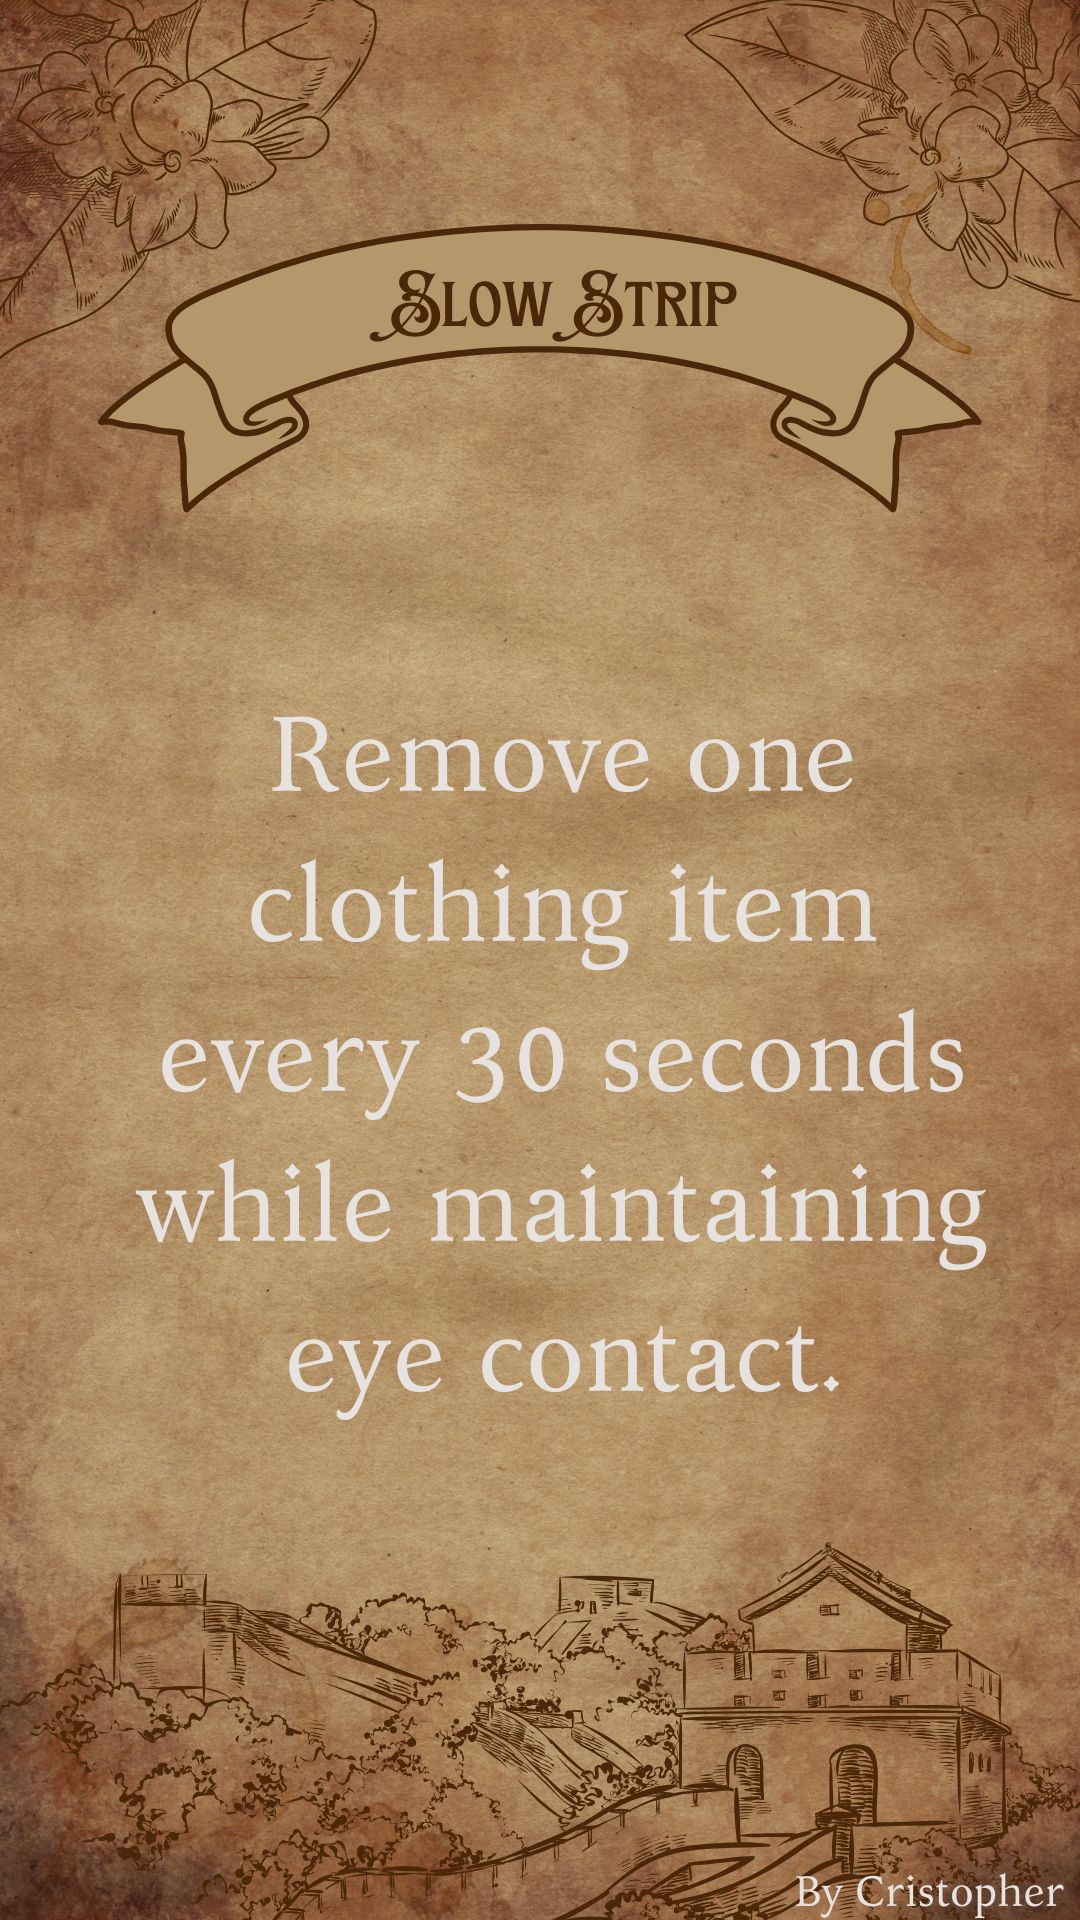 Slow Strip
Remove one
clothing item
every 30 seconds
while maintaining
eye contact.
By Cristopher